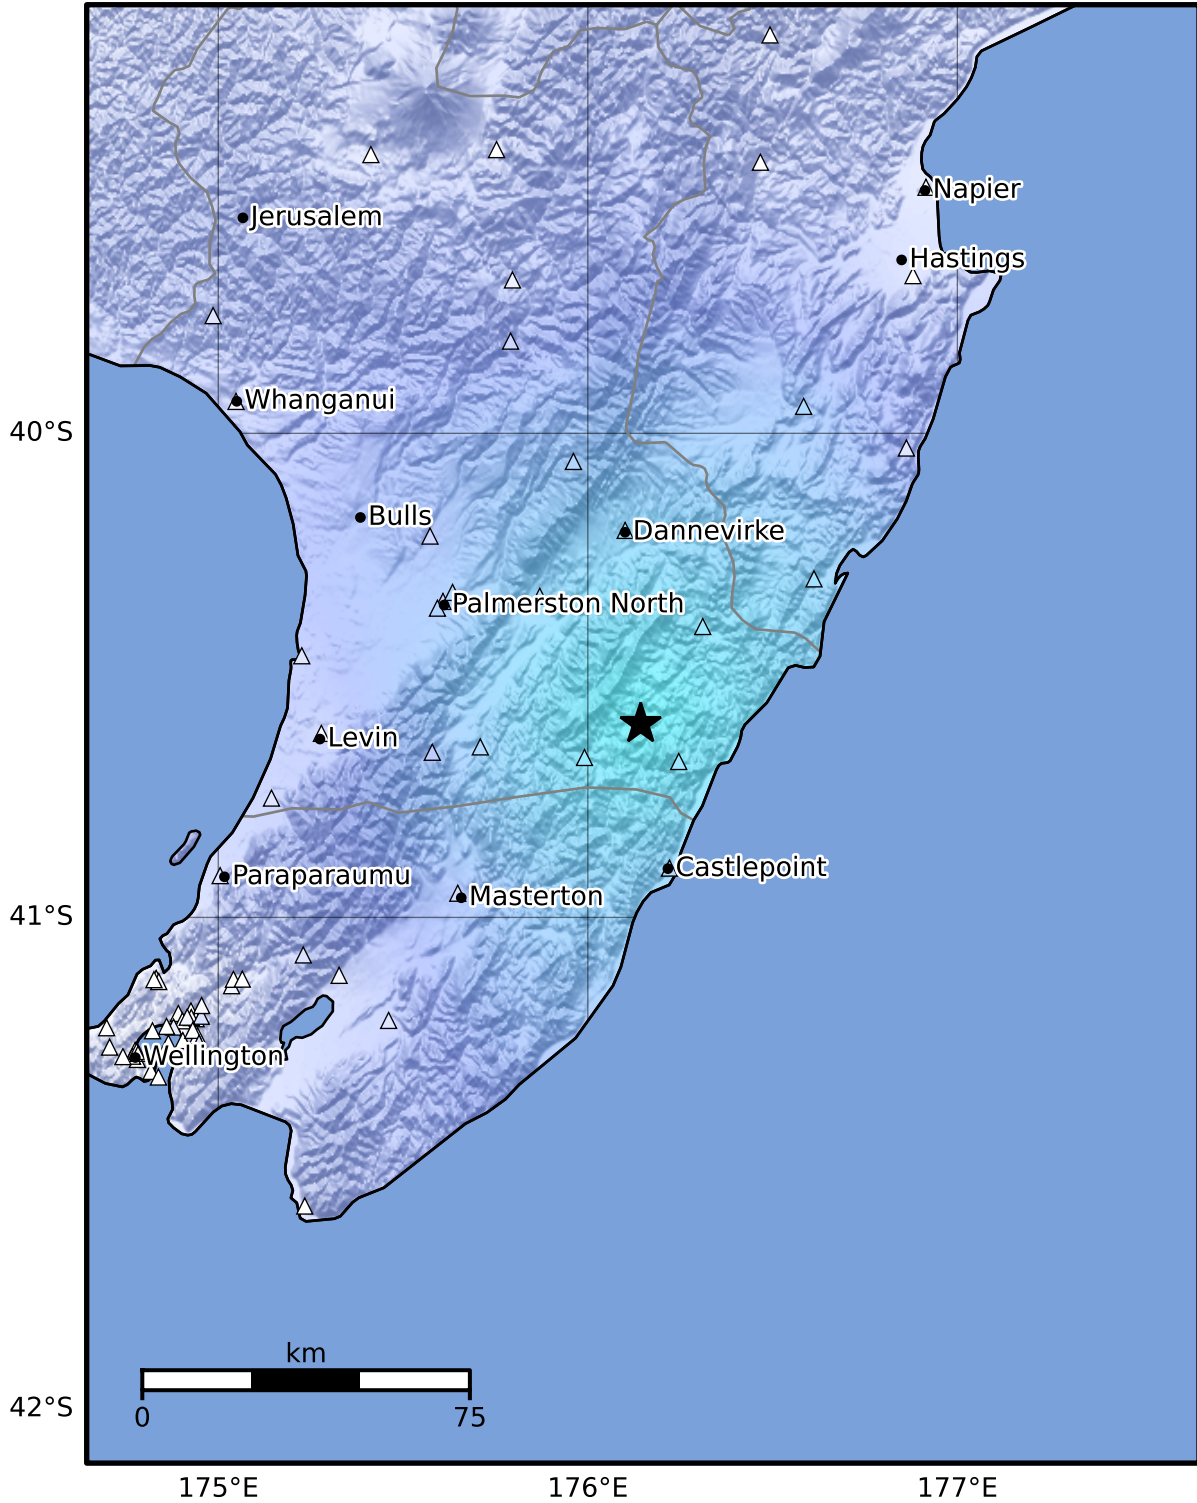 Napier
Jerusalem
Hastings
Whanganui
40°S
Bulls
Dannevirke
Palmerston North
Levin
Castlepoint
Paraparaumu
Masterton
41°S
Wellington
km
0
75
42°S
175°E
176°E
177°E